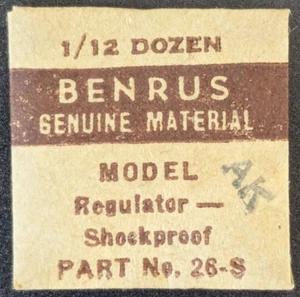 1/12 DOZEN
BENRUS
GENUINE MATERIAL
MODEL
AK
Regulator —
Shockproof
PART No. 26-S